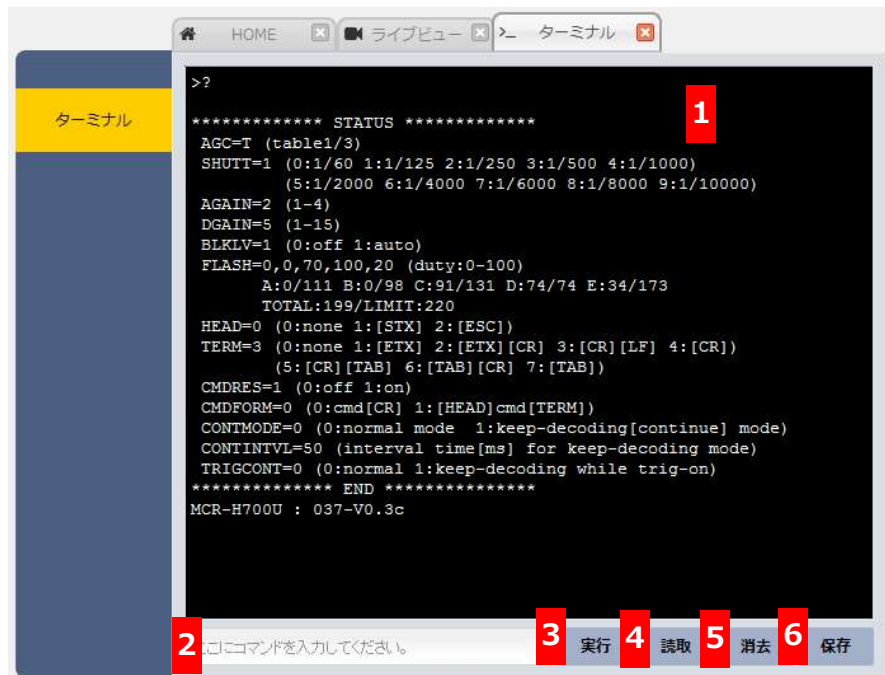 HOME ライブビュー >_ ターミナル
ターミナル
>?
1
************* STATUS *************
AGC=T (table1/3)
SHUTT=1 (0:1/60 1:1/125 2:1/250 3:1/500 4:1/1000)
(5:1/2000 6:1/4000 7:1/6000 8:1/8000 9:1/10000)
AGAIN=2 (1-4)
DGAIN=5 (1-15)
BLKLV=1 (0:off 1:auto)
FLASH=0,0,70,100,20 (duty:0-100)
A:0/111 B:0/98 C:91/131 D:74/74 E:34/173
TOTAL:199/LIMIT:220
HEAD=0 (0:none 1:[STX] 2:[ESC])
TERM=3 (0:none 1:[ETX] 2:[ETX][CR] 3:[CR][LF] 4:[CR])
(5:[CR][TAB] 6:[TAB][CR] 7:[TAB])
CMDRES=1 (0:off 1:on)
CMDFORM=0 (0:cmd[CR] 1:[HEAD]cmd[TERM])
CONTMODE=0 (0:normal mode  1:keep-decoding[continue] mode)
CONTINTVL=50 (interval time[ms] for keep-decoding mode)
TRIGCONT=0 (0:normal 1:keep-decoding while trig-on)
************** END ***************
MCR-H700U : 037-V0.3c
2 ここにコマンドを入力してください。 3 実行 4 読取 5 消去 6 保存